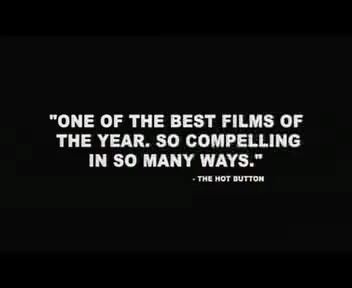 "ONE OF THE BEST FILMS OF
THE YEAR. SO COMPELLING
IN SO MANY WAYS."
- THE HOT BUTTON